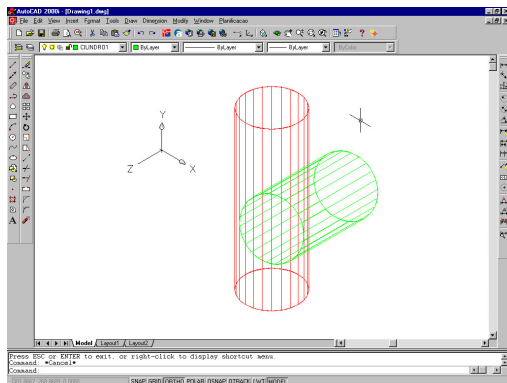 AutoCAD 2000i - [Drawing1.dwg]
File Edit View Insert Format Tools Draw Dimension Modify Window Planificacao
CILINDRO1 ByLayer ByLayer ByLayer ByColor
Y
Z X
Model Layout1 Layout2
Press ESC or ENTER to exit, or right-click to display shortcut menu.
Command: *Cancel*
Command:
SNAP GRID ORTHO POLAR OSNAP OTRACK LWT MODEL